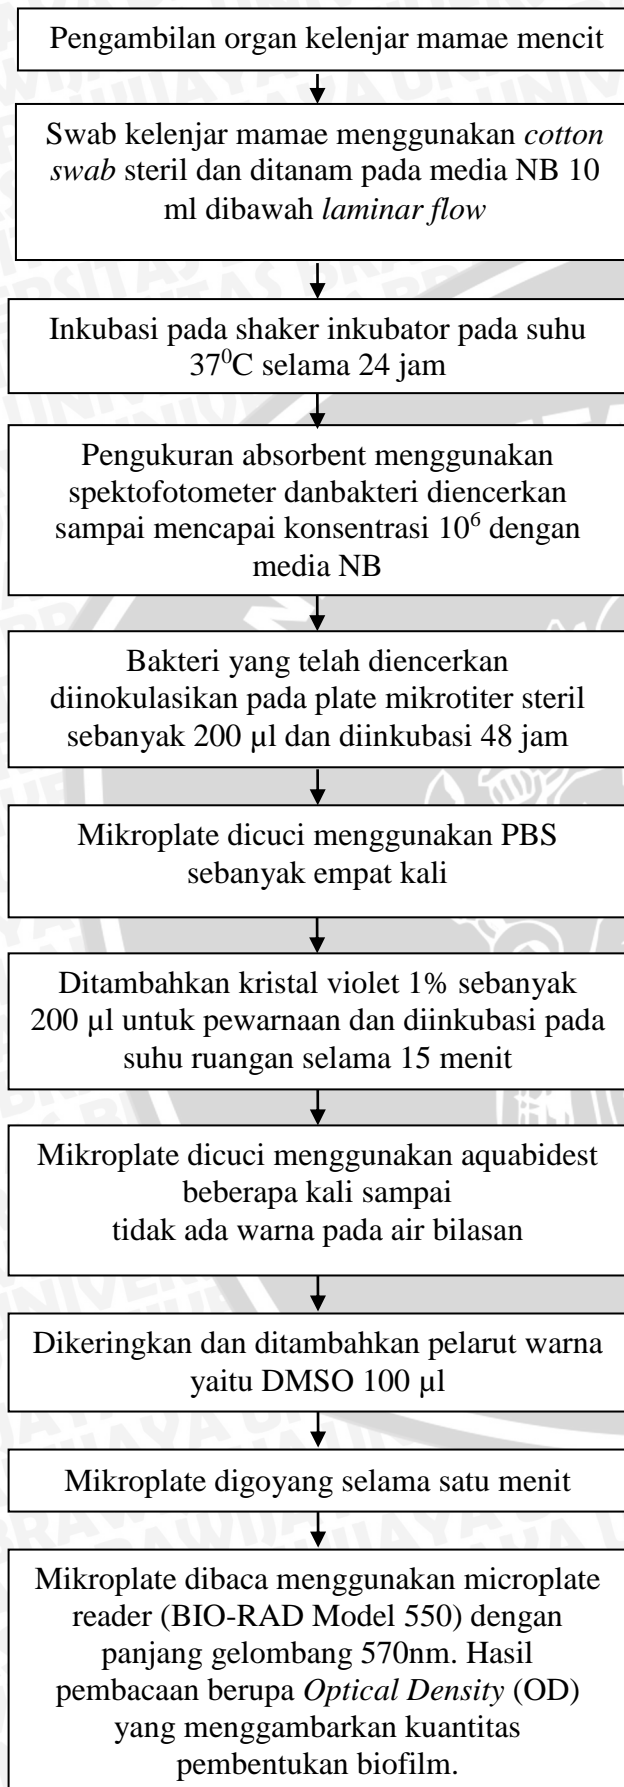 Pengambilan organ kelenjar mamae mencit
Swab kelenjar mamae menggunakan cotton
swab steril dan ditanam pada media NB 10
ml dibawah laminar flow
Inkubasi pada shaker inkubator pada suhu
37⁰C selama 24 jam
Pengukuran absorbent menggunakan
spektofotometer danbakteri diencerkan
sampai mencapai konsentrasi 10⁶ dengan
media NB
Bakteri yang telah diencerkan
diinokulasikan pada plate mikrotiter steril
sebanyak 200 µl dan diinkubasi 48 jam
Mikroplate dicuci menggunakan PBS
sebanyak empat kali
Ditambahkan kristal violet 1% sebanyak
200 µl untuk pewarnaan dan diinkubasi pada
suhu ruangan selama 15 menit
Mikroplate dicuci menggunakan aquabidest
beberapa kali sampai
tidak ada warna pada air bilasan
Dikeringkan dan ditambahkan pelarut warna
yaitu DMSO 100 µl
Mikroplate digoyang selama satu menit
Mikroplate dibaca menggunakan microplate
reader (BIO-RAD Model 550) dengan
panjang gelombang 570nm. Hasil
pembacaan berupa Optical Density (OD)
yang menggambarkan kuantitas
pembentukan biofilm.